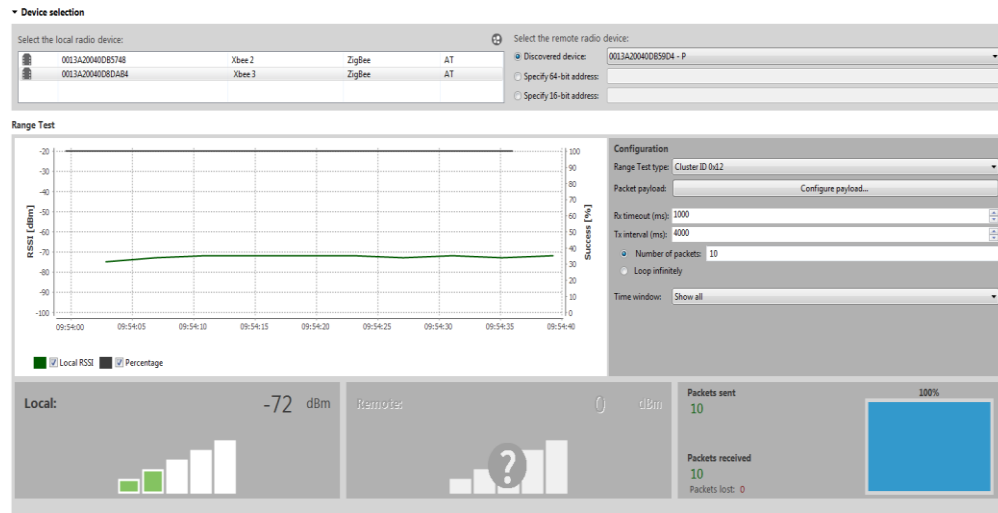 Device selection
Select the local radio device:
0013A20040DB5748 Xbee 2 ZigBee AT
0013A20040D8DAB4 Xbee 3 ZigBee AT
Select the remote radio device:
Discovered device: 0013A20040DB59D4 - P
Specify 64-bit address:
Specify 16-bit address:
Range Test
RSSI [dBm]
-20
-30
-40
-50
-60
-70
-80
-90
-100
100
90
80
70
60
50
40
30
20
10
0
Success [%]
09:54:00 09:54:05 09:54:10 09:54:15 09:54:20 09:54:25 09:54:30 09:54:35 09:54:40
Local RSSI Percentage
Configuration
Range Test type: Cluster ID 0x12
Packet payload: Configure payload...
Rx timeout (ms): 1000
Tx interval (ms): 4000
Number of packets: 10
Loop infinitely
Time window: Show all
Local: -72 dBm
Remote: 0 dBm
?
Packets sent
10
Packets received
10
Packets lost: 0
100%